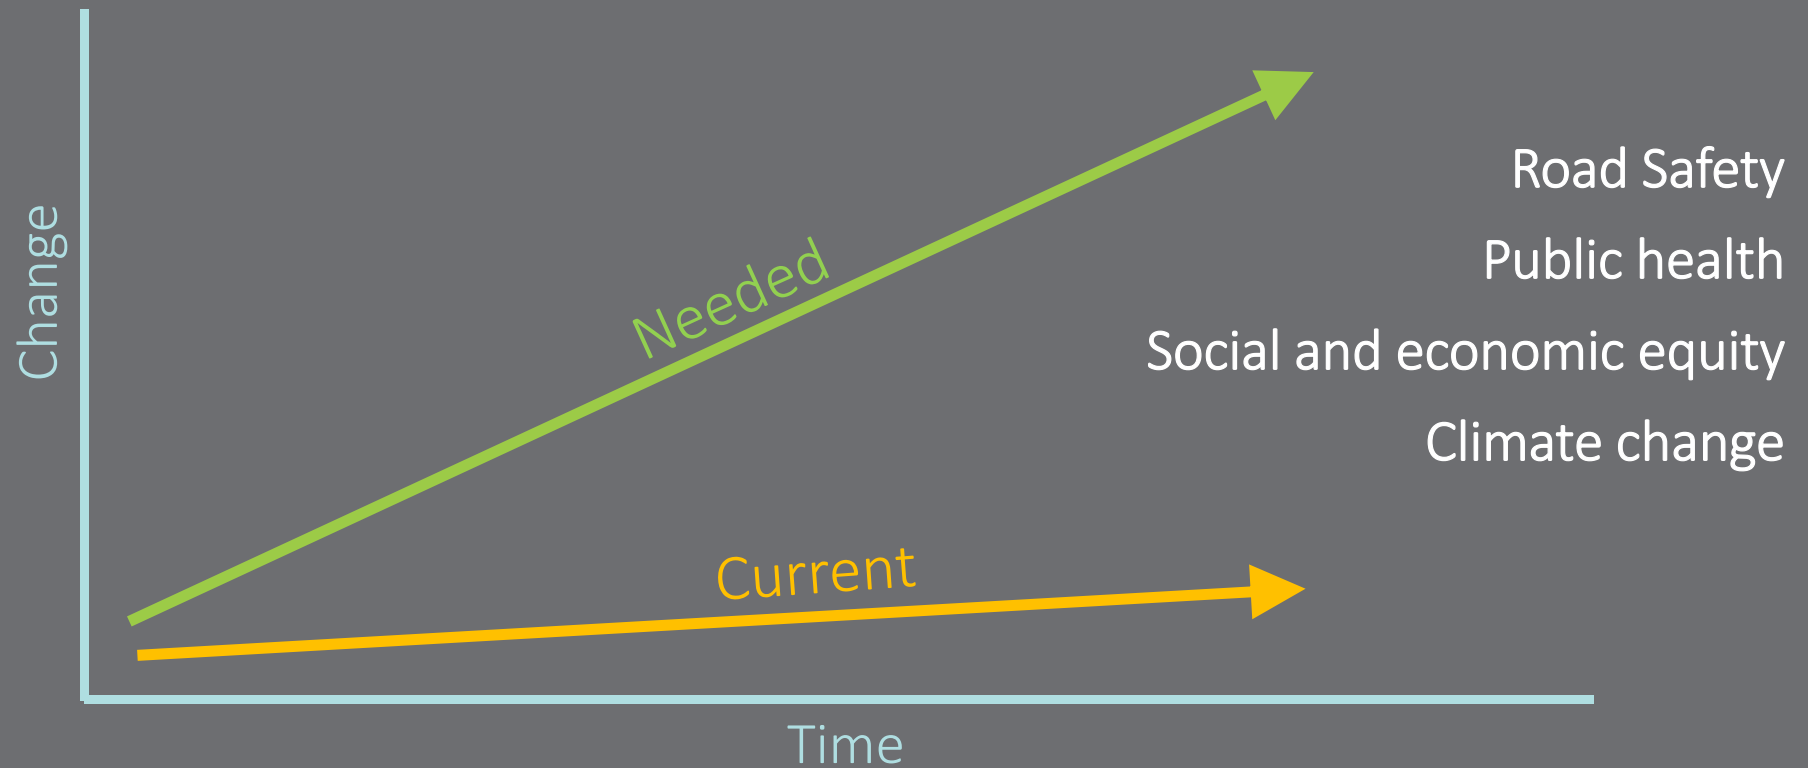 Road Safety
Public health
Social and economic equity
Climate change
Needed
Current
Change
Time